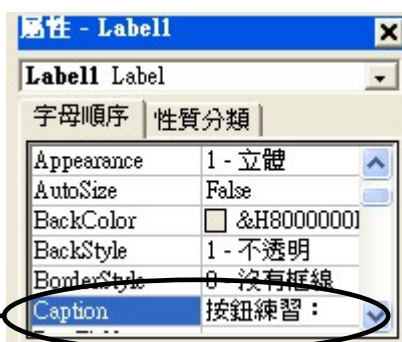 屬性 - Label1
Label1 Label
字母順序 性質分類
Appearance 1 - 立體
AutoSize False
BackColor &H8000000
BackStyle 1 - 不透明
BorderStyle 0 - 沒有框線
Caption 按鈕練習：